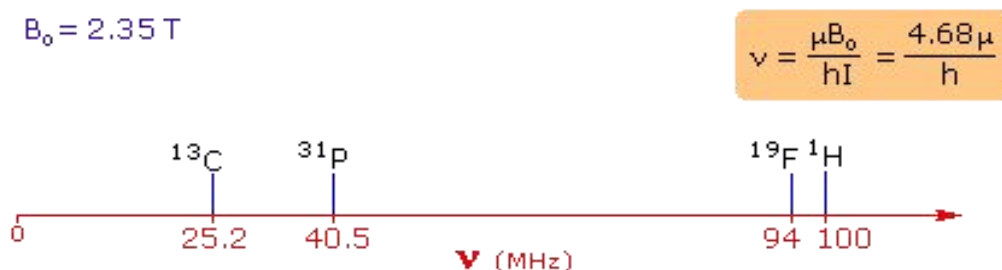 B₀ = 2.35 T
ν = μB₀/hI = 4.68μ/h
¹³C ³¹P ¹⁹F ¹H
0 25.2 40.5 94 100
ν (MHz)